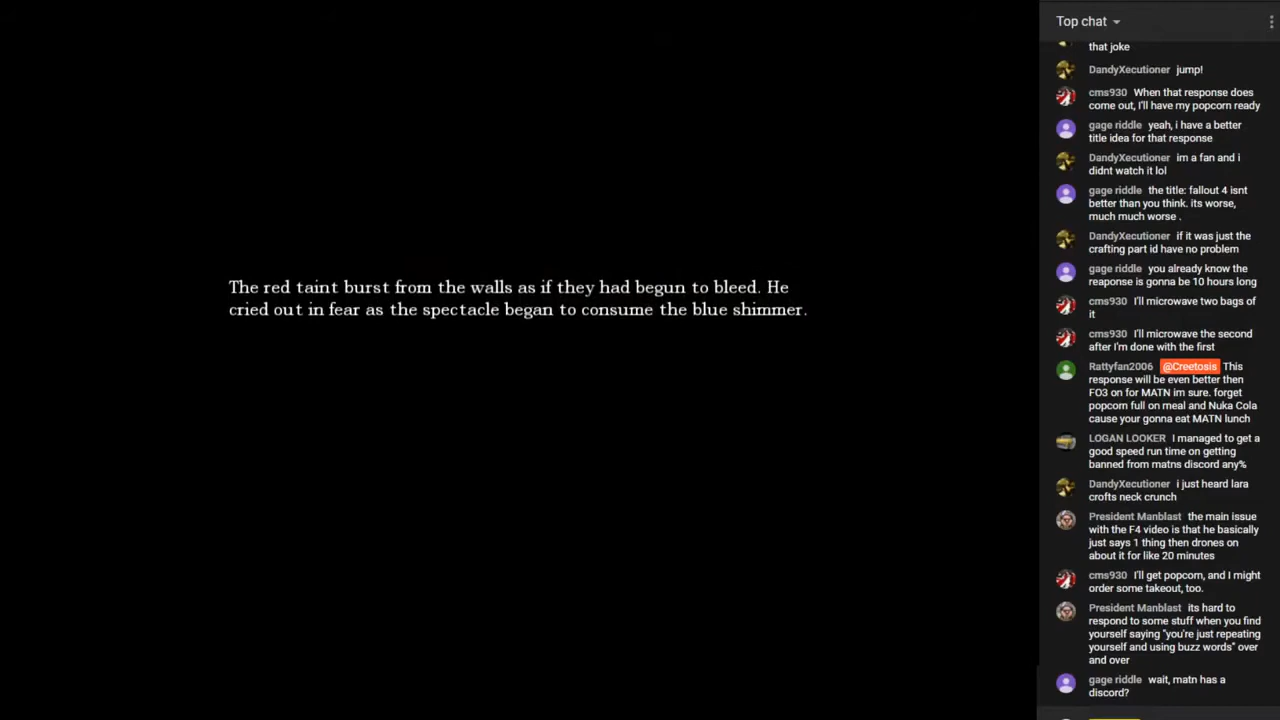 The red taint burst from the walls as if they had begun to bleed. He
cried out in fear as the spectacle began to consume the blue shimmer.
Top chat
that joke
DandyXecutioner jump!
cms930 When that response does
come out, I'll have my popcorn ready
gage riddle yeah, i have a better
title idea for that response
DandyXecutioner im a fan and i
didnt watch it lol
gage riddle the title: fallout 4 isnt
better than you think. its worse,
much much worse .
DandyXecutioner if it was just the
crafting part id have no problem
gage riddle you already know the
reaponse is gonna be 10 hours long
cms930 I'll microwave two bags of
it
cms930 I'll microwave the second
after I'm done with the first
Rattyfan2006 @Creetosis This
response will be even better then
FO3 on for MATN im sure. forget
popcorn full on meal and Nuka Cola
cause your gonna eat MATN lunch
LOGAN LOOKER I managed to get a
good speed run time on getting
banned from matns discord any%
DandyXecutioner i just heard lara
crofts neck crunch
President Manblast the main issue
with the F4 video is that he basically
just says 1 thing then drones on
about it for like 20 minutes
cms930 I'll get popcorn, and I might
order some takeout, too.
President Manblast its hard to
respond to some stuff when you find
yourself saying "you're just repeating
yourself and using buzz words" over
and over
gage riddle wait, matn has a
discord?